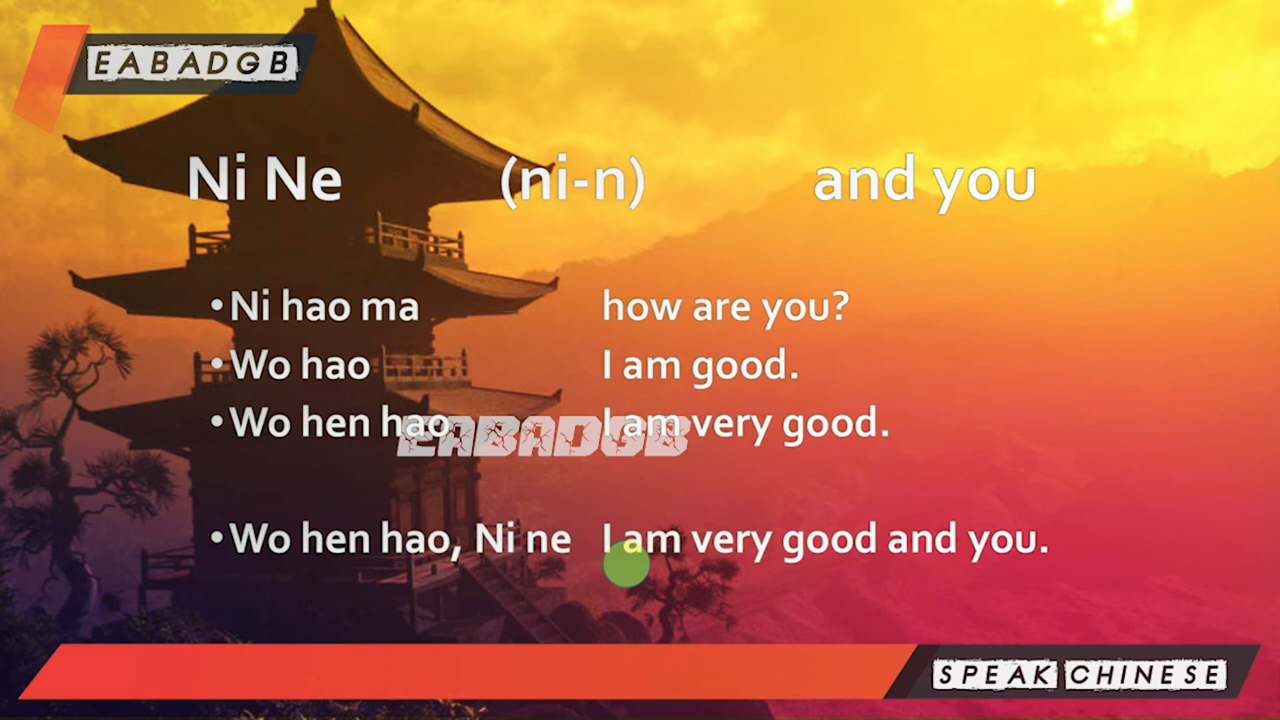 EABADGB
Ni Ne (ni-n) and you
•Ni hao ma how are you?
•Wo hao I am good.
•Wo hen hao I am very good.
EABADGB
•Wo hen hao, Ni ne I am very good and you.
SPEAK CHINESE